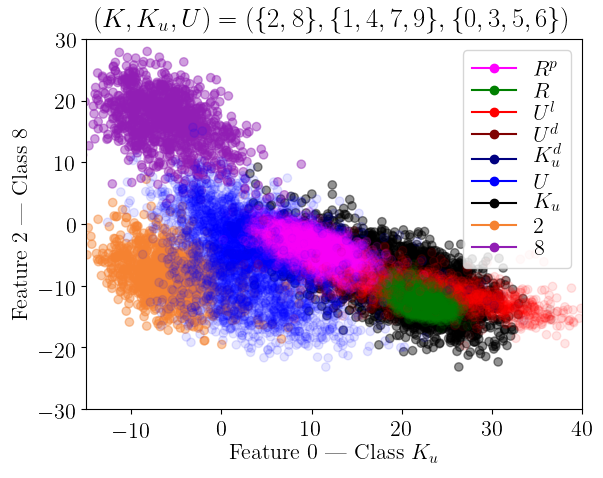 (K, K_u, U) = ({2, 8}, {1, 4, 7, 9}, {0, 3, 5, 6})
30
20
10
0
−10
−20
−30
Feature 2 — Class 8
R^p
R
U^l
U^d
K_u^d
U
K_u
2
8
−10 0 10 20 30 40
Feature 0 — Class K_u